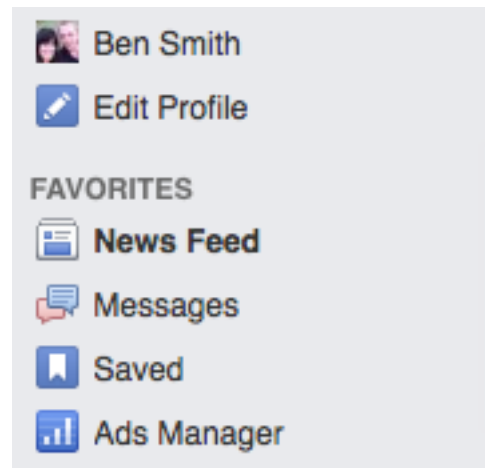 Ben Smith
Edit Profile
FAVORITES
News Feed
Messages
Saved
Ads Manager